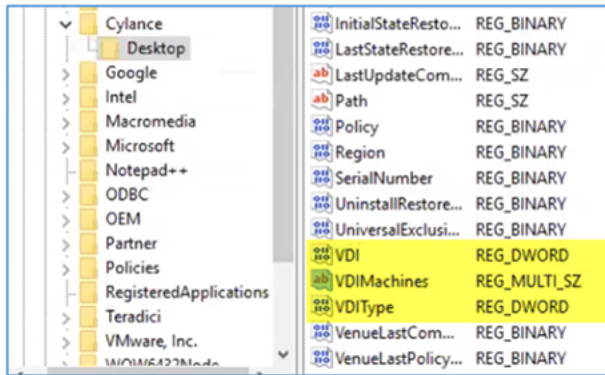 Cylance
Desktop
Google
Intel
Macromedia
Microsoft
Notepad++
ODBC
OEM
Partner
Policies
RegisteredApplications
Teradici
VMware, Inc.
WOW6432Node
InitialStateResto... REG_BINARY
LastStateRestore... REG_BINARY
LastUpdateCom... REG_SZ
Path REG_SZ
Policy REG_BINARY
Region REG_BINARY
SerialNumber REG_BINARY
UninstallRestore... REG_BINARY
UniversalExclusi... REG_BINARY
VDI REG_DWORD
VDIMachines REG_MULTI_SZ
VDIType REG_DWORD
VenueLastCom... REG_BINARY
VenueLastPolicy... REG_BINARY